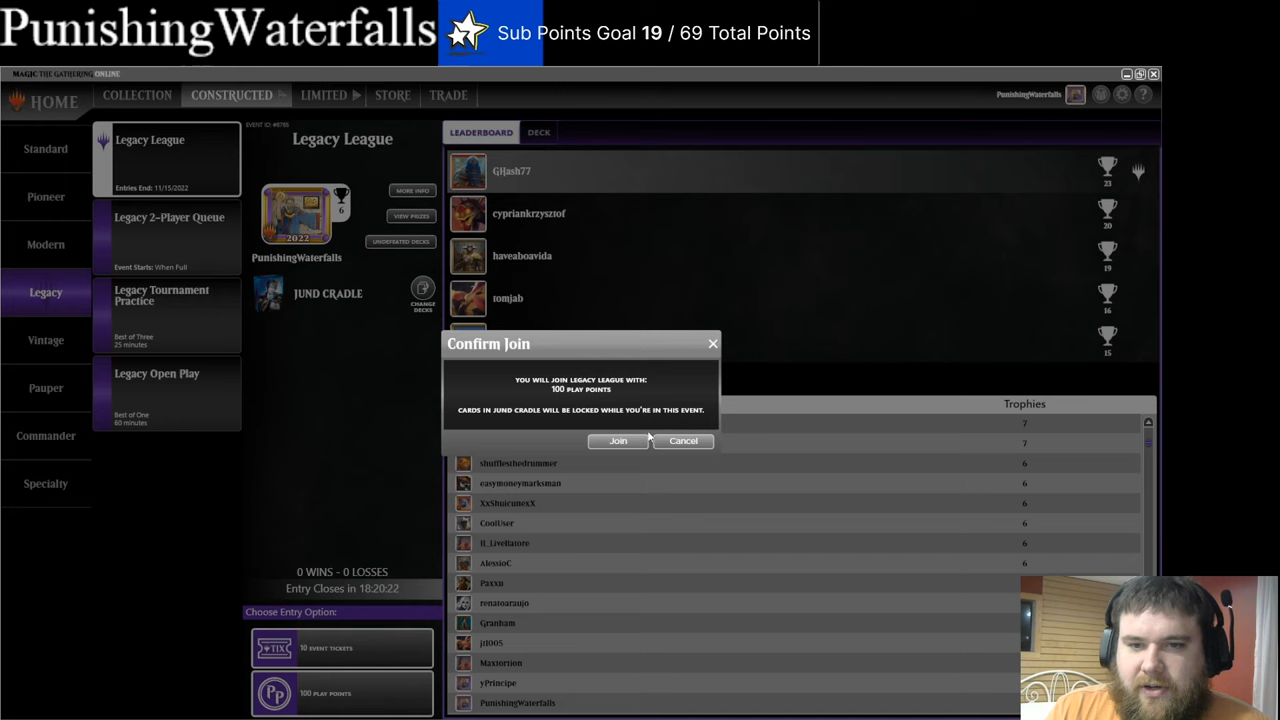 PunishingWaterfalls
Sub Points Goal 19 / 69 Total Points
MAGIC THE GATHERING ONLINE
HOME
COLLECTION
CONSTRUCTED
LIMITED
STORE
TRADE
PunishingWaterfalls
?
Standard
Pioneer
Modern
Legacy
Vintage
Pauper
Commander
Specialty
Legacy League
Entries End: 11/15/2022
Legacy 2-Player Queue
Event Starts: When Full
Legacy Tournament
Practice
Best of Three
25 minutes
Legacy Open Play
Best of One
60 minutes
Legacy League
6
2022
MORE INFO
VIEW PRIZES
UNDEFEATED DECKS
PunishingWaterfalls
JUND CRADLE
CHANGE
DECKS
0 WINS - 0 LOSSES
Entry Closes in 18:20:22
Choose Entry Option:
TIX
10 EVENT TICKETS
PP
100 PLAY POINTS
LEADERBOARD
DECK
GHash77
23
cypriankrzysztof
20
haveaboavida
19
tomjab
16
15
Confirm Join
YOU WILL JOIN LEGACY LEAGUE WITH:
100 PLAY POINTS
CARDS IN JUND CRADLE WILL BE LOCKED WHILE YOU'RE IN THIS EVENT.
Join
Cancel
Trophies
7
7
shufflesthedrummer 6
easymoneymarksman 6
XxShuicunexX 6
CoolUser 6
Il_Livellatore 6
AlessioC 6
Paxxu
renatoaraujo
Granham
jtl005
Maxtortion
yPrincipe
PunishingWaterfalls